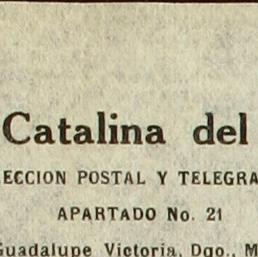 Catalina del
ECCION POSTAL Y TELEGRA
APARTADO No. 21
Guadalupe Victoria, Dgo., M